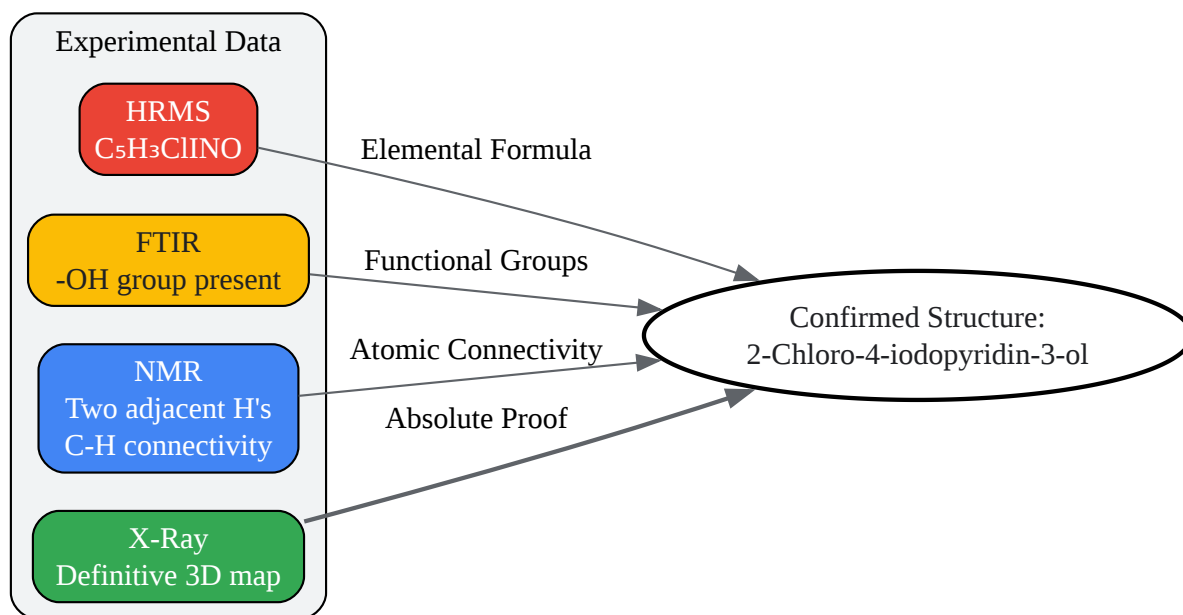 Experimental Data
HRMS
C₅H₃ClINO
Elemental Formula
FTIR
-OH group present
Functional Groups
NMR
Two adjacent H's
C-H connectivity
Atomic Connectivity
X-Ray
Definitive 3D map
Absolute Proof
Confirmed Structure:
2-Chloro-4-iodopyridin-3-ol